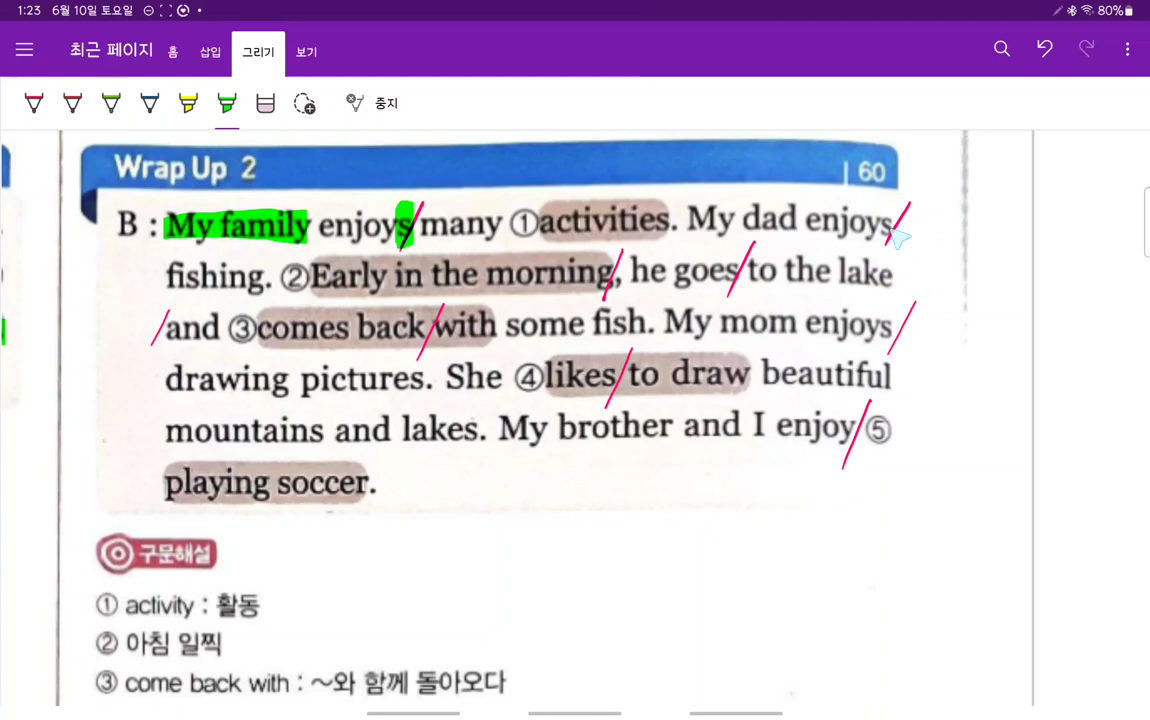 1:23 6월 10일 토요일 80%
최근 페이지 홈 삽입 그리기 보기
중지
Wrap Up 2 | 60
B : My family enjoys many ①activities. My dad enjoys
fishing. ②Early in the morning, he goes to the lake
and ③comes back with some fish. My mom enjoys
drawing pictures. She ④likes to draw beautiful
mountains and lakes. My brother and I enjoy ⑤
playing soccer.
구문해설
① activity : 활동
② 아침 일찍
③ come back with : ~와 함께 돌아오다